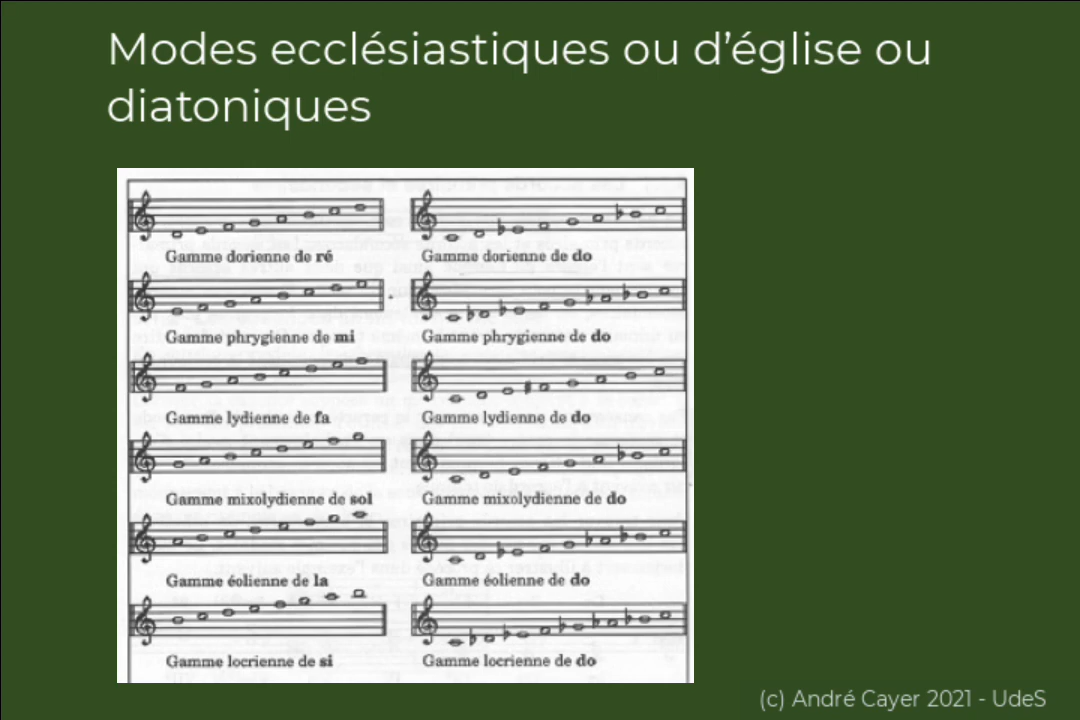 Modes ecclésiastiques ou d'église ou
diatoniques
Gamme dorienne de ré
Gamme dorienne de do
Gamme phrygienne de mi
Gamme phrygienne de do
Gamme lydienne de fa
Gamme lydienne de do
Gamme mixolydienne de sol
Gamme mixolydienne de do
Gamme éolienne de la
Gamme éolienne de do
Gamme locrienne de si
Gamme locrienne de do
(c) André Cayer 2021 - UdeS